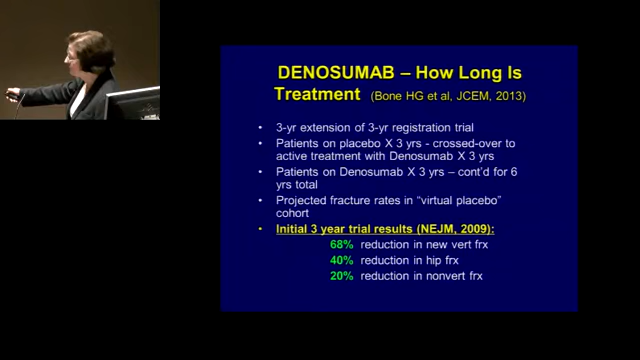 DENOSUMAB – How Long Is
Treatment (Bone HG et al, JCEM, 2013)
• 3-yr extension of 3-yr registration trial
• Patients on placebo X 3 yrs - crossed-over to
active treatment with Denosumab X 3 yrs
• Patients on Denosumab X 3 yrs – cont'd for 6
yrs total
• Projected fracture rates in "virtual placebo"
cohort
• Initial 3 year trial results (NEJM, 2009):
68% reduction in new vert frx
40% reduction in hip frx
20% reduction in nonvert frx